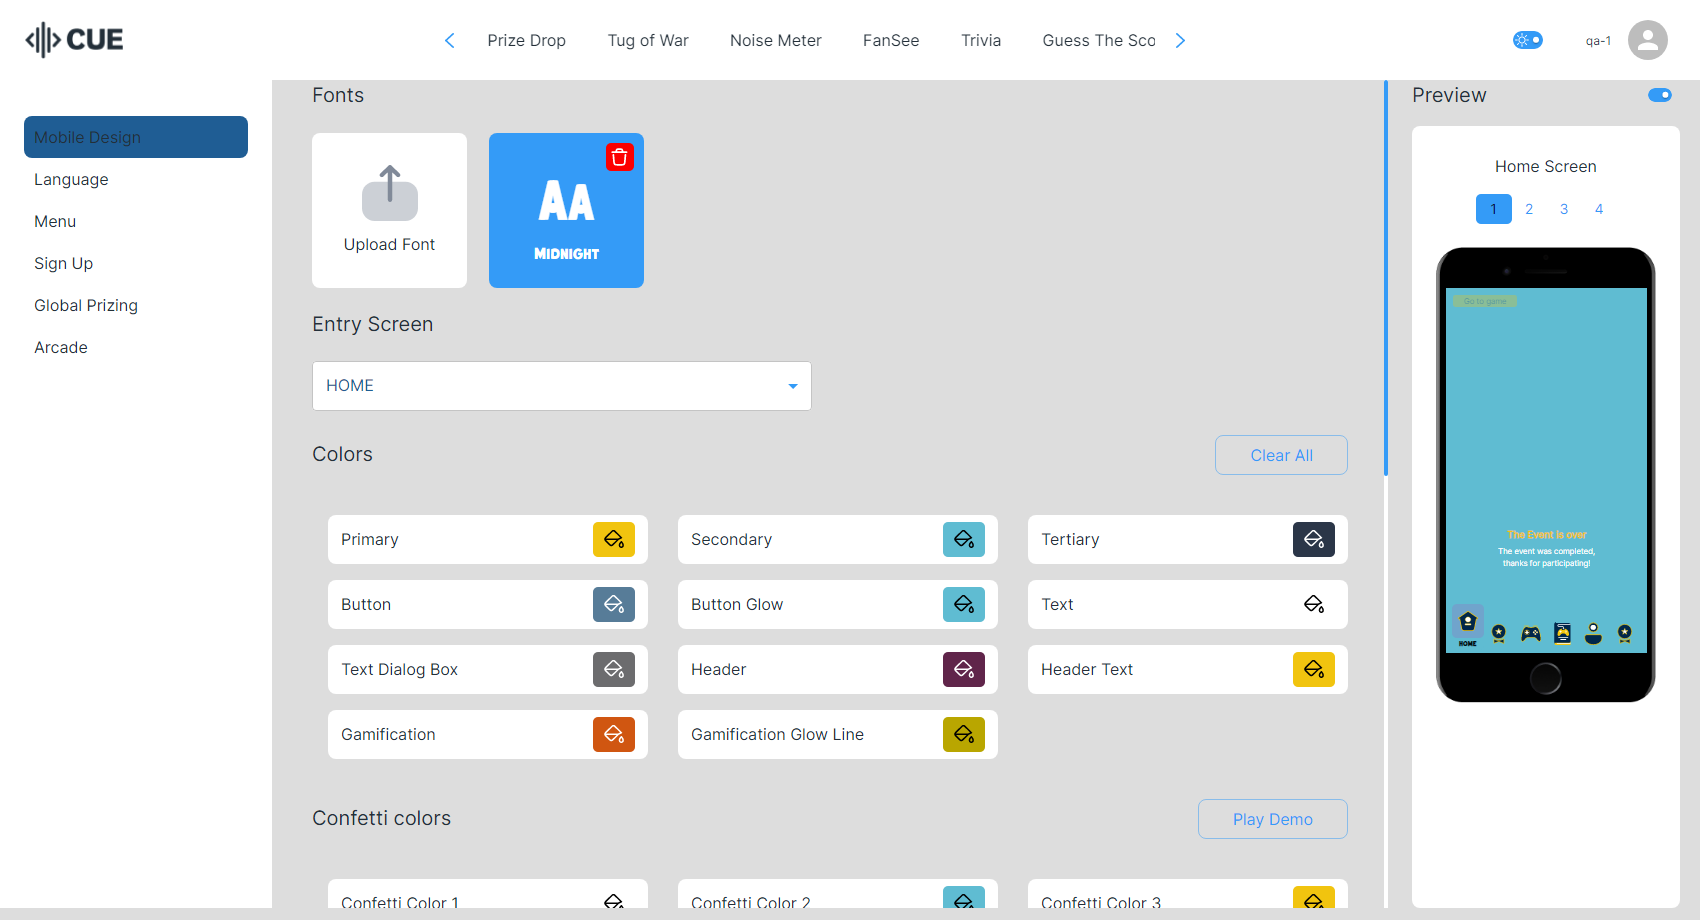 CUE
Prize Drop
Tug of War
Noise Meter
FanSee
Trivia
Guess The Sco
qa-1
Mobile Design
Language
Menu
Sign Up
Global Prizing
Arcade
Fonts
Upload Font
AA
MIDNIGHT
Entry Screen
HOME
Colors
Clear All
Primary
Secondary
Tertiary
Button
Button Glow
Text
Text Dialog Box
Header
Header Text
Gamification
Gamification Glow Line
Confetti colors
Play Demo
Confetti Color 1
Confetti Color 2
Confetti Color 3
Preview
Home Screen
1 2 3 4
Go to game
The Event is over
The event was completed,
thanks for participating!
HOME